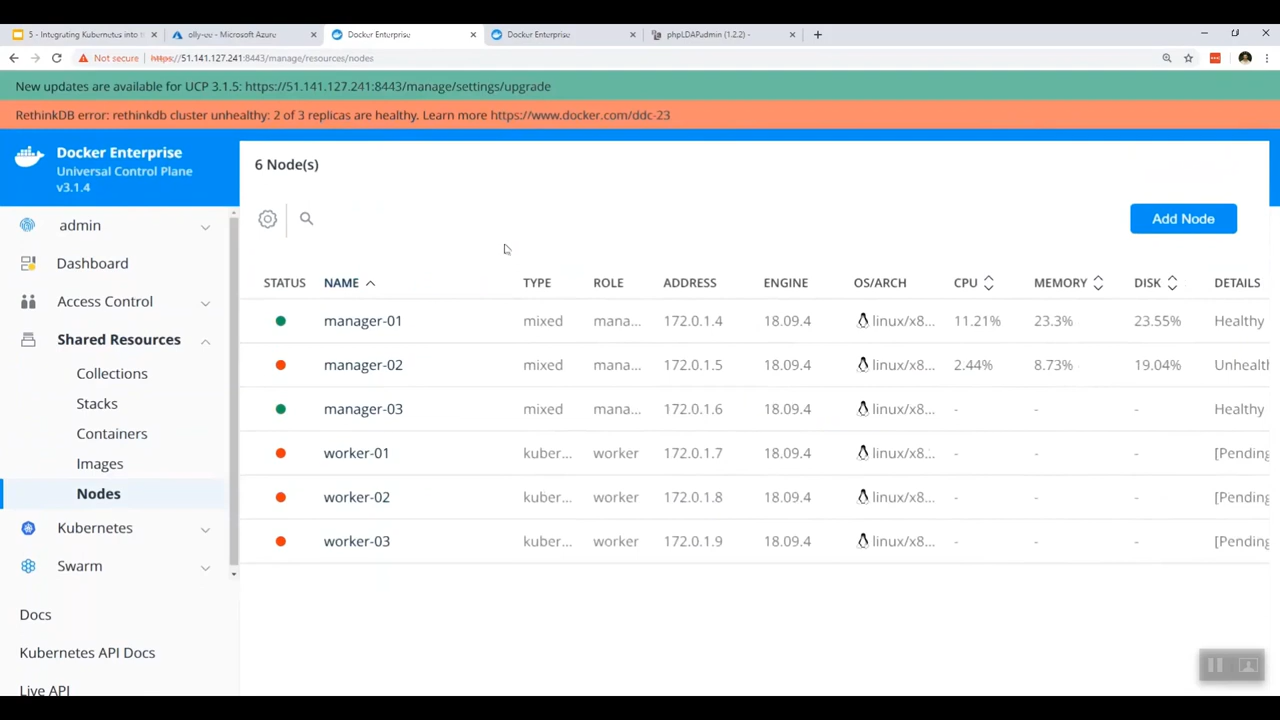 5 - Integrating Kubernetes into t
olly-ee - Microsoft Azure
Docker Enterprise
Docker Enterprise
phpLDAPadmin (1.2.2) -
Not secure
https://51.141.127.241:8443/manage/resources/nodes
New updates are available for UCP 3.1.5: https://51.141.127.241:8443/manage/settings/upgrade
RethinkDB error: rethinkdb cluster unhealthy: 2 of 3 replicas are healthy. Learn more https://www.docker.com/ddc-23
Docker Enterprise
Universal Control Plane
v3.1.4
admin
Dashboard
Access Control
Shared Resources
Collections
Stacks
Containers
Images
Nodes
Kubernetes
Swarm
Docs
Kubernetes API Docs
Live API
6 Node(s)
Add Node
STATUS NAME TYPE ROLE ADDRESS ENGINE OS/ARCH CPU MEMORY DISK DETAILS
manager-01 mixed mana... 172.0.1.4 18.09.4 linux/x8... 11.21% 23.3% 23.55% Healthy
manager-02 mixed mana... 172.0.1.5 18.09.4 linux/x8... 2.44% 8.73% 19.04% Unhealth
manager-03 mixed mana... 172.0.1.6 18.09.4 linux/x8... - - - Healthy
worker-01 kuber... worker 172.0.1.7 18.09.4 linux/x8... - - - [Pending
worker-02 kuber... worker 172.0.1.8 18.09.4 linux/x8... - - - [Pending
worker-03 kuber... worker 172.0.1.9 18.09.4 linux/x8... - - - [Pending